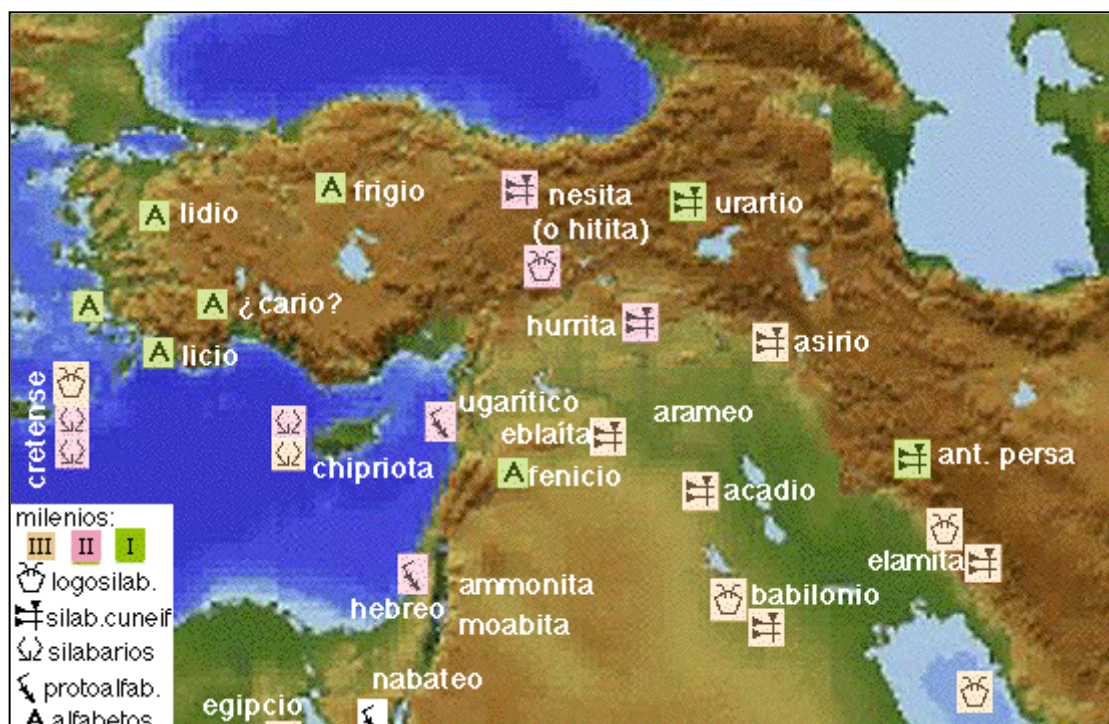 frigio
nesita
(o hitita)
urartio
lidio
¿cario?
licio
hurrita
asirio
cretense
ugarítico
eblaíta
arameo
chipriota
fenicio
acadio
ant. persa
milenios:
III II I
logosilab.
silab.cuneif
silabarios
protoalfab.
alfabetos
ammonita
hebreo
moabita
babilonio
elamita
nabateo
egipcio